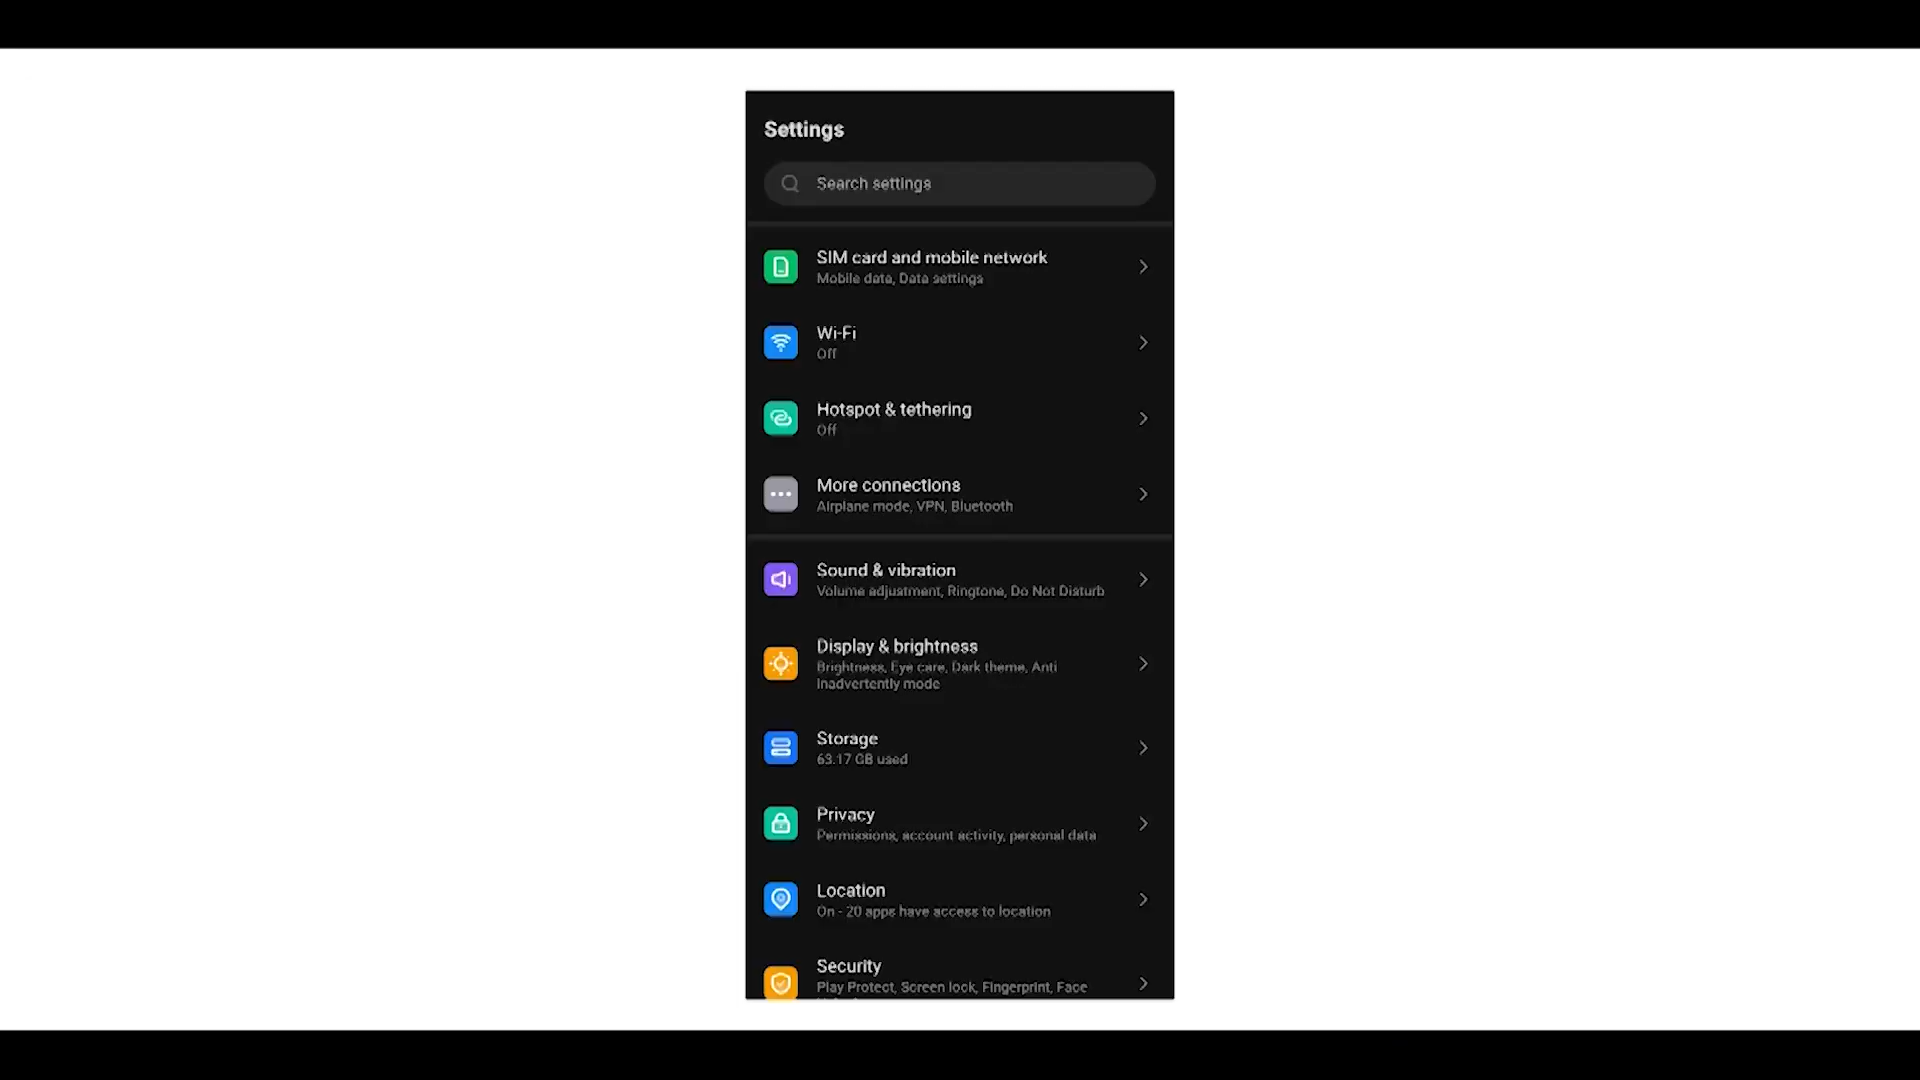 Settings
Search settings
SIM card and mobile network
Mobile data, Data settings
Wi-Fi
Off
Hotspot & tethering
Off
More connections
Airplane mode, VPN, Bluetooth
Sound & vibration
Volume adjustment, Ringtone, Do Not Disturb
Display & brightness
Brightness, Eye care, Dark theme, Anti
Inadvertently mode
Storage
63.17 GB used
Privacy
Permissions, account activity, personal data
Location
On - 20 apps have access to location
Security
Play Protect, Screen lock, Fingerprint, Face